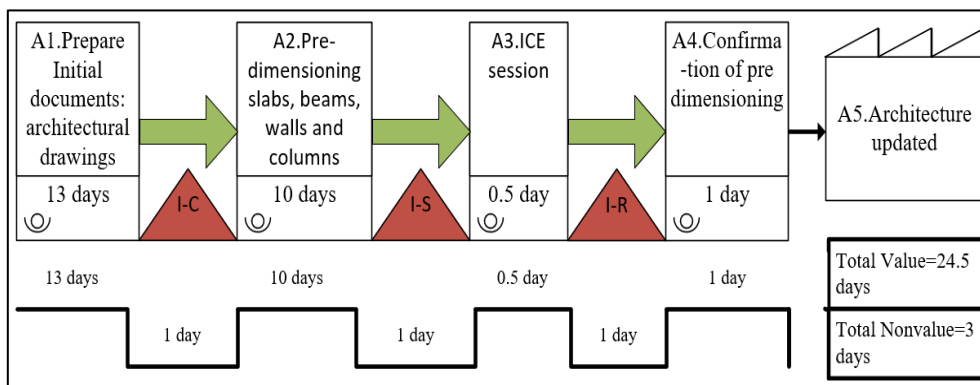 A1.Prepare
Initial
documents:
architectural
drawings
13 days
I-C
A2.Pre-
dimensioning
slabs, beams,
walls and
columns
10 days
I-S
A3.ICE
session
0.5 day
I-R
A4.Confirma
-tion of pre
dimensioning
1 day
A5.Architecture
updated
13 days
10 days
0.5 day
1 day
1 day
1 day
1 day
Total Value=24.5
days
Total Nonvalue=3
days